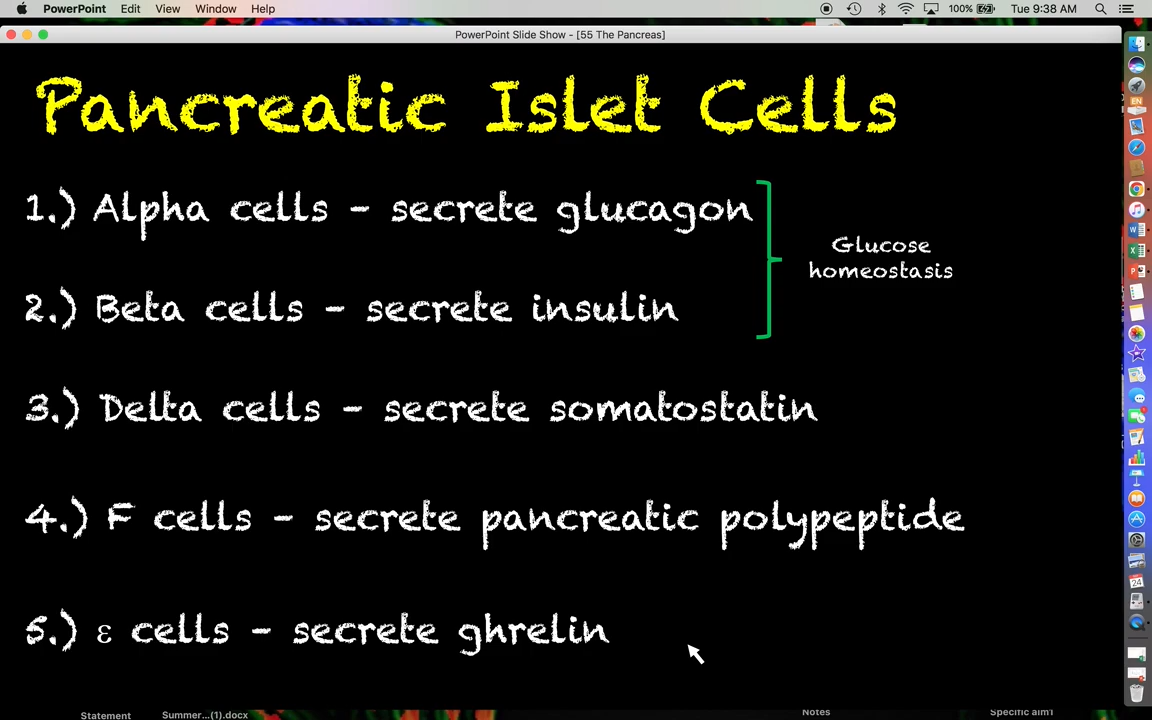 PowerPoint Edit View Window Help 100% Tue 9:38 AM
PowerPoint Slide Show - [55 The Pancreas]
Pancreatic Islet Cells
1.) Alpha cells - secrete glucagon
Glucose
homeostasis
2.) Beta cells - secrete insulin
3.) Delta cells - secrete somatostatin
4.) F cells - secrete pancreatic polypeptide
5.) ε cells - secrete ghrelin
Statement Summer...(1).docx Notes Specific aim1